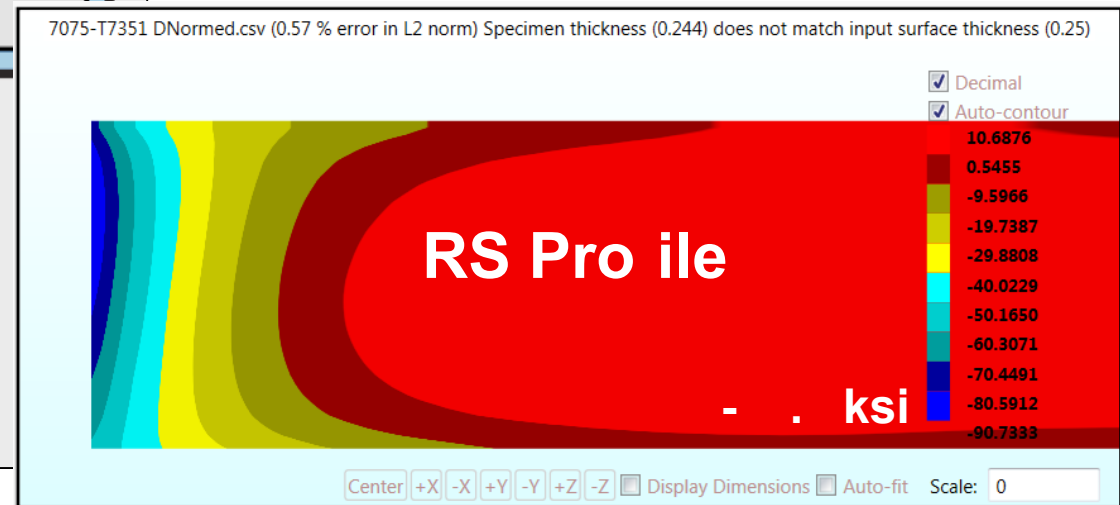 7075-T7351 DNormed.csv (0.57 % error in L2 norm) Specimen thickness (0.244) does not match input surface thickness (0.25)
Decimal
Auto-contour
10.6876
0.5455
-9.5966
-19.7387
-29.8808
-40.0229
-50.1650
-60.3071
-70.4491
-80.5912
-90.7333
RS Pro ile
- . ksi
Center +X -X +Y -Y +Z -Z Display Dimensions Auto-fit Scale: 0